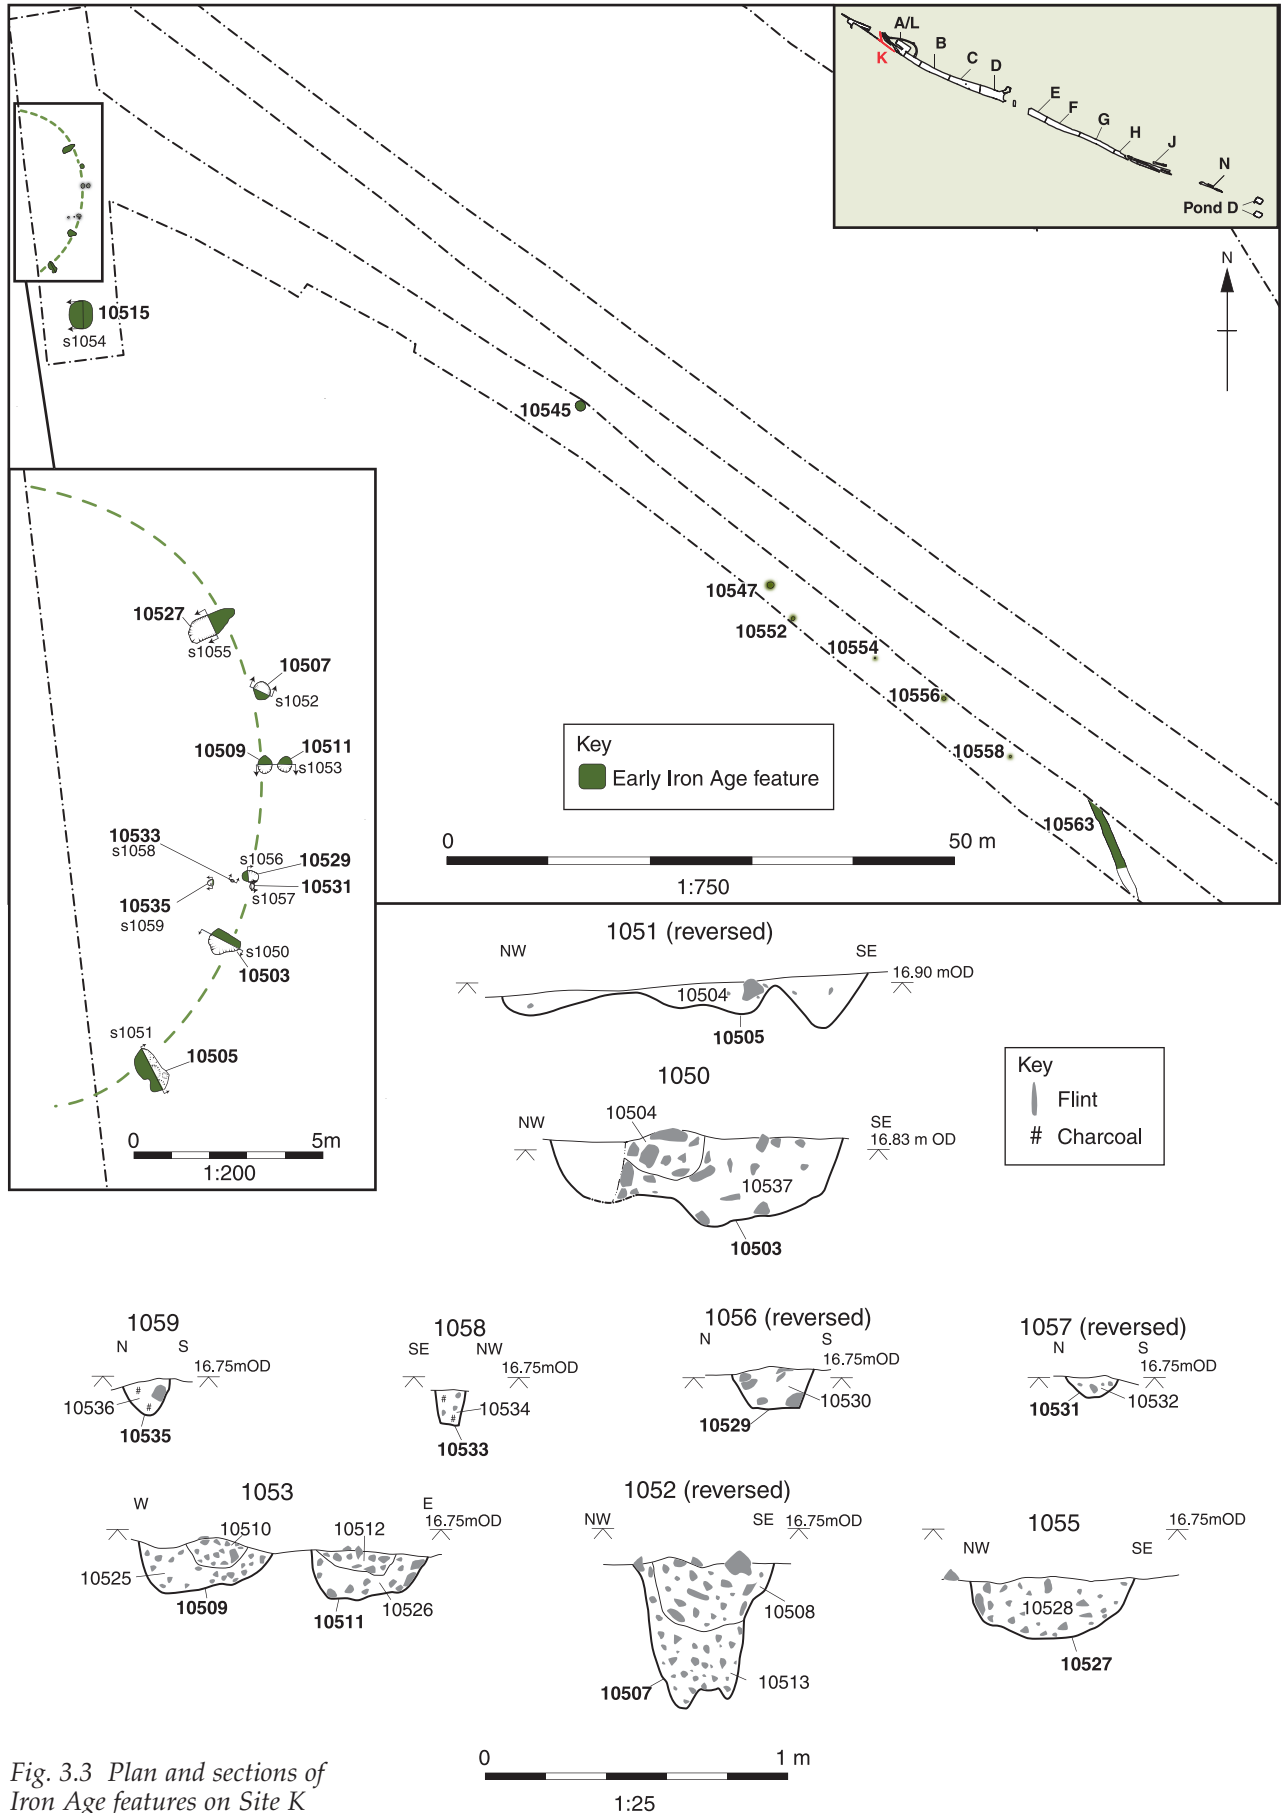 A/L
B
C
D
K
E
F
G
H
J
N
Pond D
N
10515
s1054
10545
10547
10552
10554
10556
10558
10563
Key
Early Iron Age feature
0 50 m
1:750
10527
s1055
10507
s1052
10509 10511
s1053
10533
s1058
s1056
10529
10531
s1057
10535
s1059
s1050
10503
s1051
10505
0 5m
1:200
1051 (reversed)
NW SE
16.90 mOD
10504
10505
1050
NW SE
16.83 m OD
10504
10537
10503
Key
Flint
# Charcoal
1059
N S
16.75mOD
10536
#
#
10535
1058
SE NW
16.75mOD
#
#
10534
10533
1056 (reversed)
N S
16.75mOD
10530
10529
1057 (reversed)
N S
16.75mOD
10531
10532
1053
W E
16.75mOD
10510
10512
10525
10509
10511
10526
1052 (reversed)
NW SE
16.75mOD
10508
10513
10507
1055
16.75mOD
NW SE
10528
10527
0 1 m
1:25
Fig. 3.3 Plan and sections of
Iron Age features on Site K